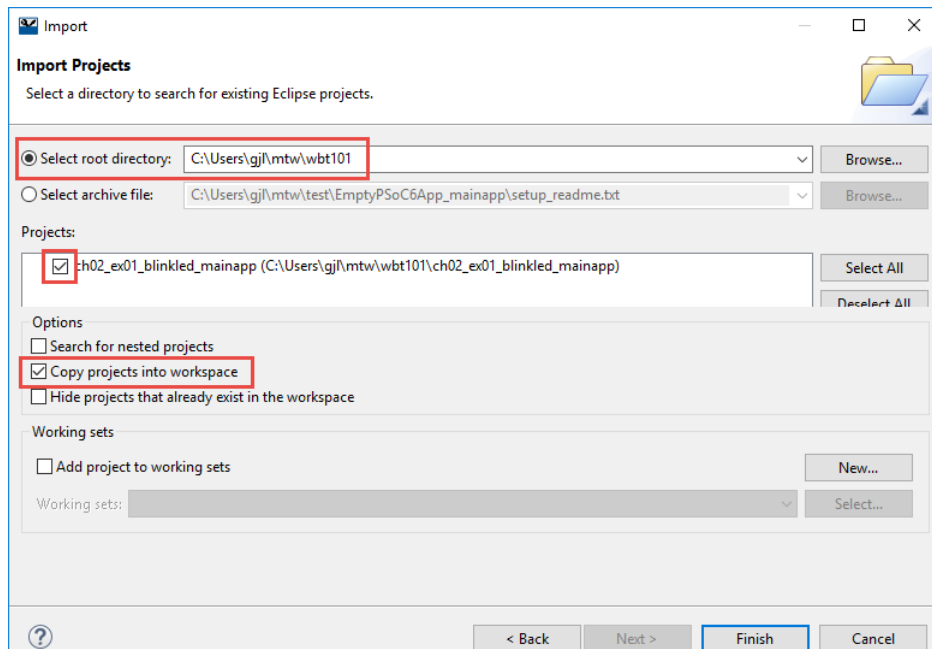 Import
Import Projects
Select a directory to search for existing Eclipse projects.
Select root directory: C:\Users\gjl\mtw\wbt101 Browse...
Select archive file: C:\Users\gjl\mtw\test\EmptyPSoC6App_mainapp\setup_readme.txt Browse...
Projects:
ch02_ex01_blinkled_mainapp (C:\Users\gjl\mtw\wbt101\ch02_ex01_blinkled_mainapp) Select All
Deselect All
Options
Search for nested projects
Copy projects into workspace
Hide projects that already exist in the workspace
Working sets
Add project to working sets New...
Working sets: Select...
? < Back Next > Finish Cancel